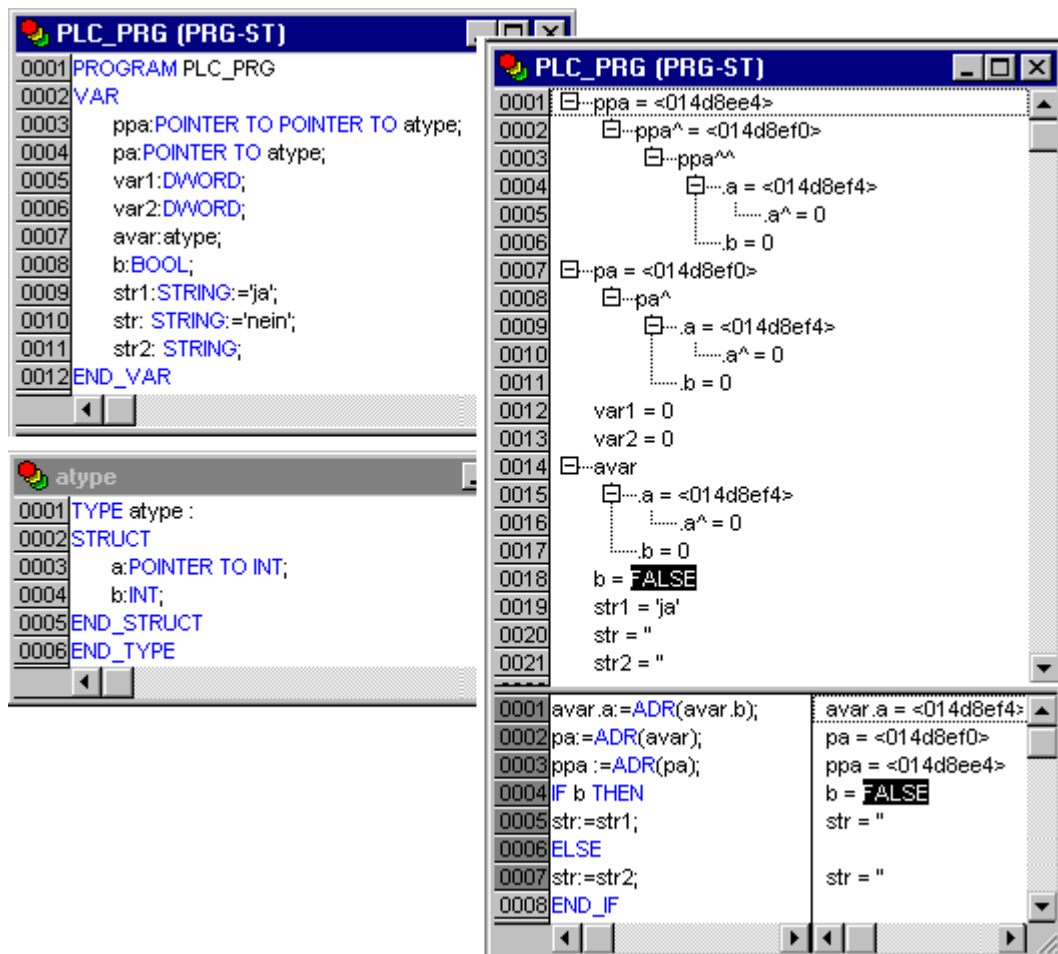 PLC_PRG (PRG-ST)
0001 PROGRAM PLC_PRG
0002 VAR
0003 ppa:POINTER TO POINTER TO atype;
0004 pa:POINTER TO atype;
0005 var1:DWORD;
0006 var2:DWORD;
0007 avar:atype;
0008 b:BOOL;
0009 str1:STRING:='ja';
0010 str: STRING:='nein';
0011 str2: STRING;
0012 END_VAR
atype
0001 TYPE atype :
0002 STRUCT
0003 a:POINTER TO INT;
0004 b:INT;
0005 END_STRUCT
0006 END_TYPE
PLC_PRG (PRG-ST)
0001 ppa = <014d8ee4>
0002 ppa^ = <014d8ef0>
0003 ppa^^
0004 .a = <014d8ef4>
0005 .a^ = 0
0006 .b = 0
0007 pa = <014d8ef0>
0008 pa^
0009 .a = <014d8ef4>
0010 .a^ = 0
0011 .b = 0
0012 var1 = 0
0013 var2 = 0
0014 avar
0015 .a = <014d8ef4>
0016 .a^ = 0
0017 .b = 0
0018 b = FALSE
0019 str1 = 'ja'
0020 str = ''
0021 str2 = ''
0001 avar.a:=ADR(avar.b); avar.a = <014d8ef4>
0002 pa:=ADR(avar); pa = <014d8ef0>
0003 ppa :=ADR(pa); ppa = <014d8ee4>
0004 IF b THEN b = FALSE
0005 str:=str1; str = ''
0006 ELSE
0007 str:=str2; str = ''
0008 END_IF